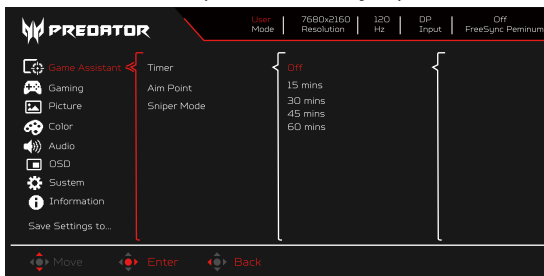 PREDATOR
User Mode
7680x2160 Resolution
120 Hz
DP Input
Off FreeSync Peminum
Game Assistant
Gaming
Picture
Color
Audio
OSD
System
Information
Save Settings to...
Timer
Aim Point
Sniper Mode
Off
15 mins
30 mins
45 mins
60 mins
Move
Enter
Back